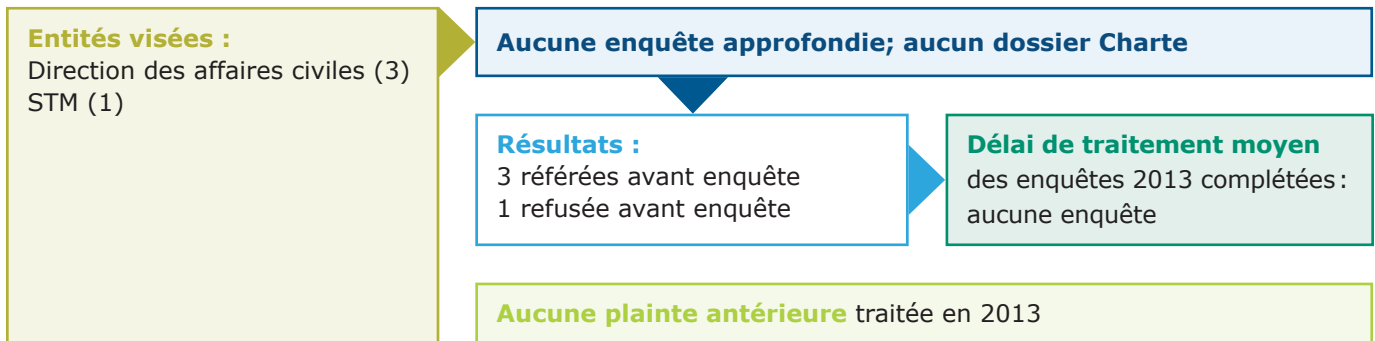 Entités visées :
Direction des affaires civiles (3)
STM (1)
Aucune enquête approfondie; aucun dossier Charte
Résultats :
3 référées avant enquête
1 refusée avant enquête
Délai de traitement moyen
des enquêtes 2013 complétées :
aucune enquête
Aucune plainte antérieure traitée en 2013